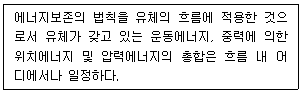 에너지보존의 법칙을 유체의 흐름에 적용한 것으
로서 유체가 갖고 있는 운동에너지, 중력에 의한
위치에너지 및 압력에너지의 총합은 흐름 내 어
디에서나 일정하다.